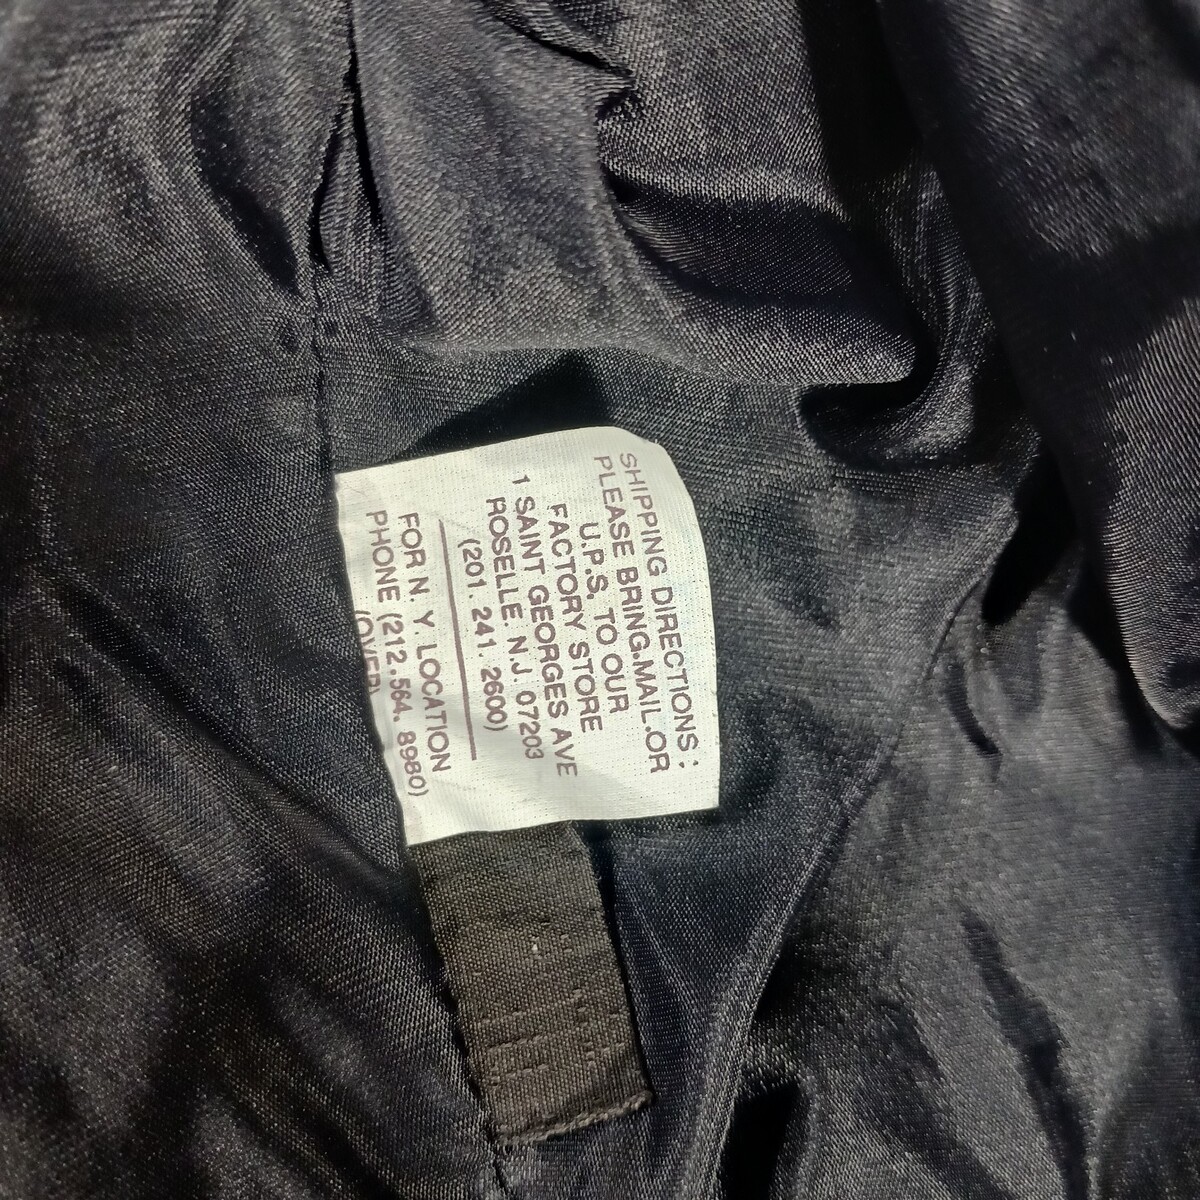 SHIPPING DIRECTIONS:
PLEASE BRING.MAIL.OR
U.P.S. TO OUR
FACTORY STORE
1 SAINT GEORGES AVE
ROSELLE. N.J 07203
(201. 241. 2600)
FOR N. Y. LOCATION
PHONE (212.564. 8980)
(OVER)